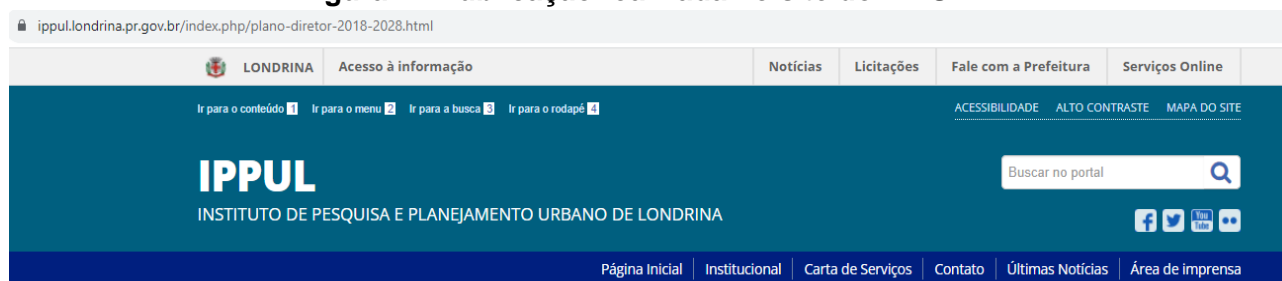 ippul.londrina.pr.gov.br/index.php/plano-diretor-2018-2028.html
LONDRINA Acesso à informação Notícias Licitações Fale com a Prefeitura Serviços Online
Ir para o conteúdo 1 Ir para o menu 2 Ir para a busca 3 Ir para o rodapé 4 ACESSIBILIDADE ALTO CONTRASTE MAPA DO SITE
IPPUL Buscar no portal
INSTITUTO DE PESQUISA E PLANEJAMENTO URBANO DE LONDRINA
You Tube
Página Inicial Institucional Carta de Serviços Contato Últimas Notícias Área de imprensa